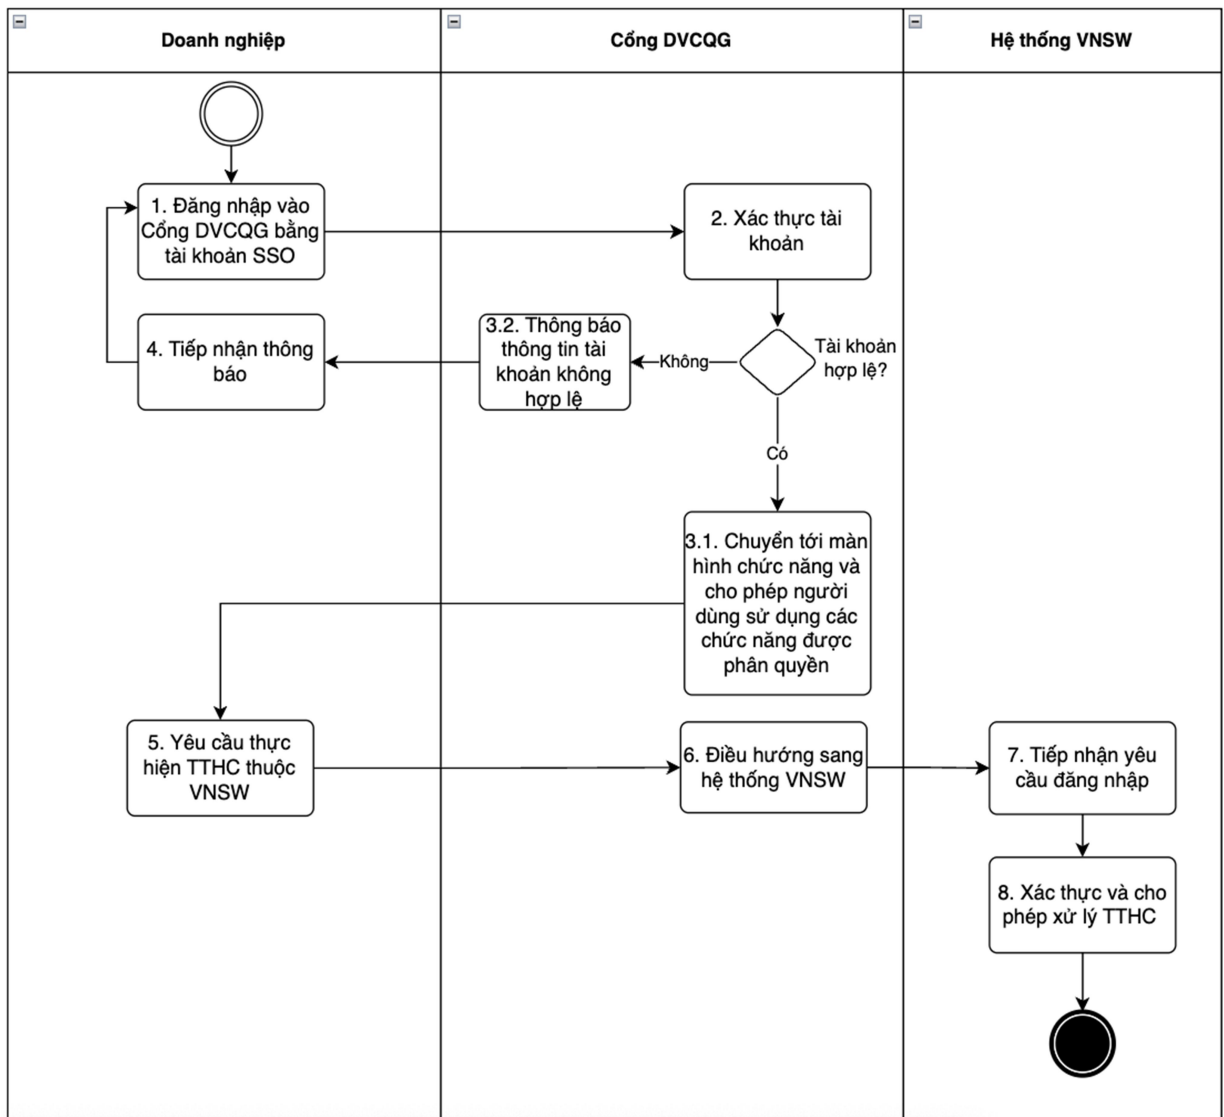 Doanh nghiệp
Cổng DVCQG
Hệ thống VNSW
1. Đăng nhập vào
Cổng DVCQG bằng
tài khoản SSO
2. Xác thực tài
khoản
4. Tiếp nhận thông
báo
3.2. Thông báo
thông tin tài
khoản không
hợp lệ
Không
Tài khoản
hợp lệ?
Có
3.1. Chuyển tới màn
hình chức năng và
cho phép người
dùng sử dụng các
chức năng được
phân quyền
5. Yêu cầu thực
hiện TTHC thuộc
VNSW
6. Điều hướng sang
hệ thống VNSW
7. Tiếp nhận yêu
cầu đăng nhập
8. Xác thực và cho
phép xử lý TTHC